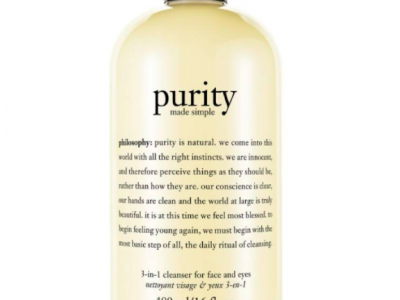 purity
made simple
philosophy: purity is natural. we come into this
world with all the right instincts. we are innocent,
and therefore perceive things as they should be,
rather than how they are. our conscience is clear,
our hands are clean and the world at large is truly
beautiful. it is at this time we feel most blessed. to
begin feeling young again, we must begin with the
most basic step of all, the daily ritual of cleansing.
3-in-1 cleanser for face and eyes
nettoyant visage & yeux 3-en-1